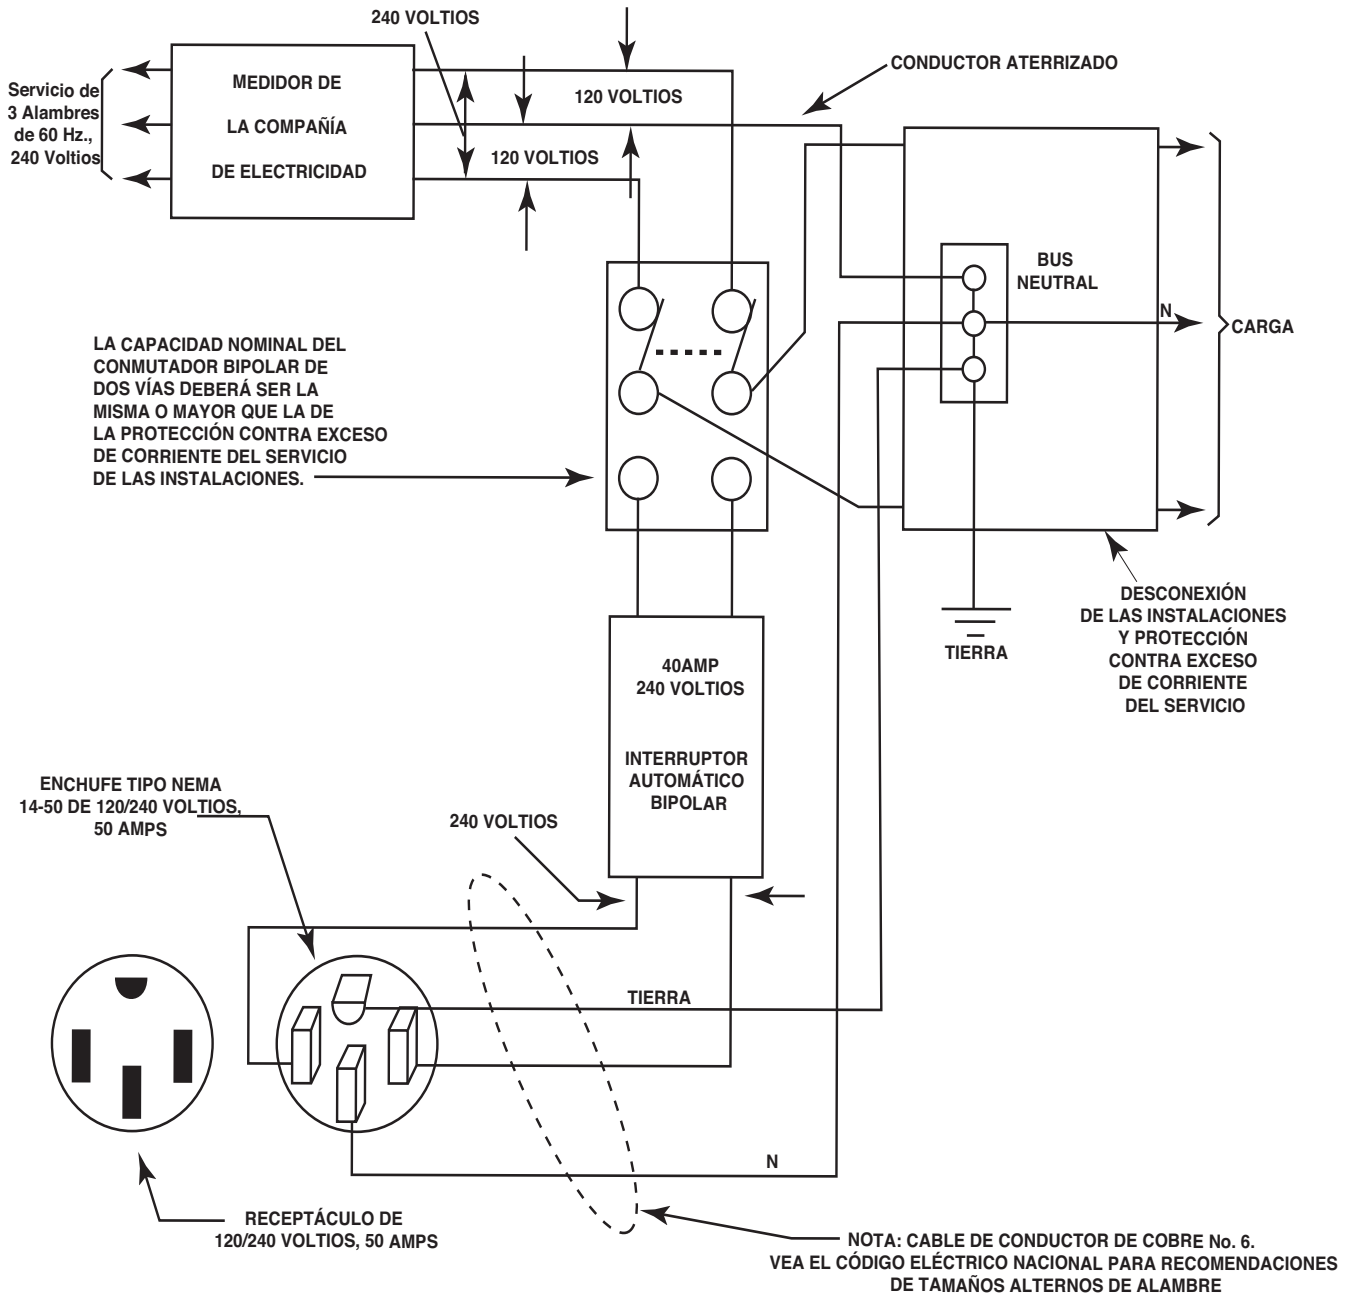 240 VOLTIOS
CONDUCTOR ATERRIZADO
Servicio de
3 Alambres
de 60 Hz.,
240 Voltios
MEDIDOR DE
LA COMPAÑÍA
DE ELECTRICIDAD
120 VOLTIOS
120 VOLTIOS
BUS
NEUTRAL
N
CARGA
LA CAPACIDAD NOMINAL DEL
CONMUTADOR BIPOLAR DE
DOS VÍAS DEBERÁ SER LA
MISMA O MAYOR QUE LA DE
LA PROTECCIÓN CONTRA EXCESO
DE CORRIENTE DEL SERVICIO
DE LAS INSTALACIONES.
TIERRA
DESCONEXIÓN
DE LAS INSTALACIONES
Y PROTECCIÓN
CONTRA EXCESO
DE CORRIENTE
DEL SERVICIO
40AMP
240 VOLTIOS
INTERRUPTOR
AUTOMÁTICO
BIPOLAR
ENCHUFE TIPO NEMA
14-50 DE 120/240 VOLTIOS,
50 AMPS
240 VOLTIOS
TIERRA
N
RECEPTÁCULO DE
120/240 VOLTIOS, 50 AMPS
NOTA: CABLE DE CONDUCTOR DE COBRE No. 6.
VEA EL CÓDIGO ELÉCTRICO NACIONAL PARA RECOMENDACIONES
DE TAMAÑOS ALTERNOS DE ALAMBRE